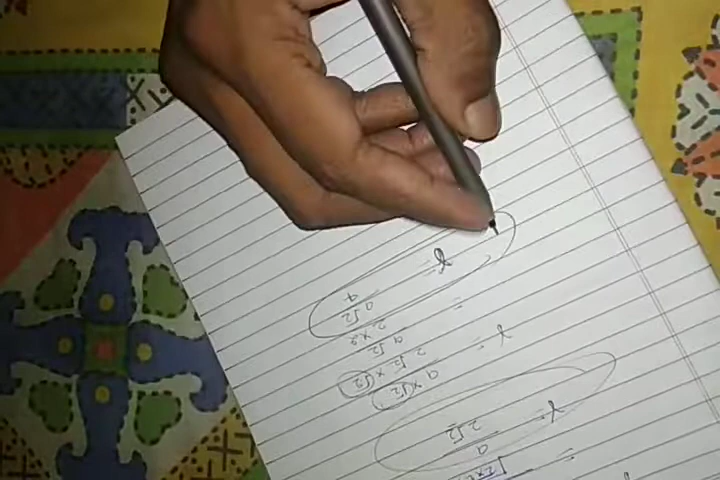 r = a
2√2
r = a×√2
2√2 × √2
= a√2
2×2
r = a√2
4